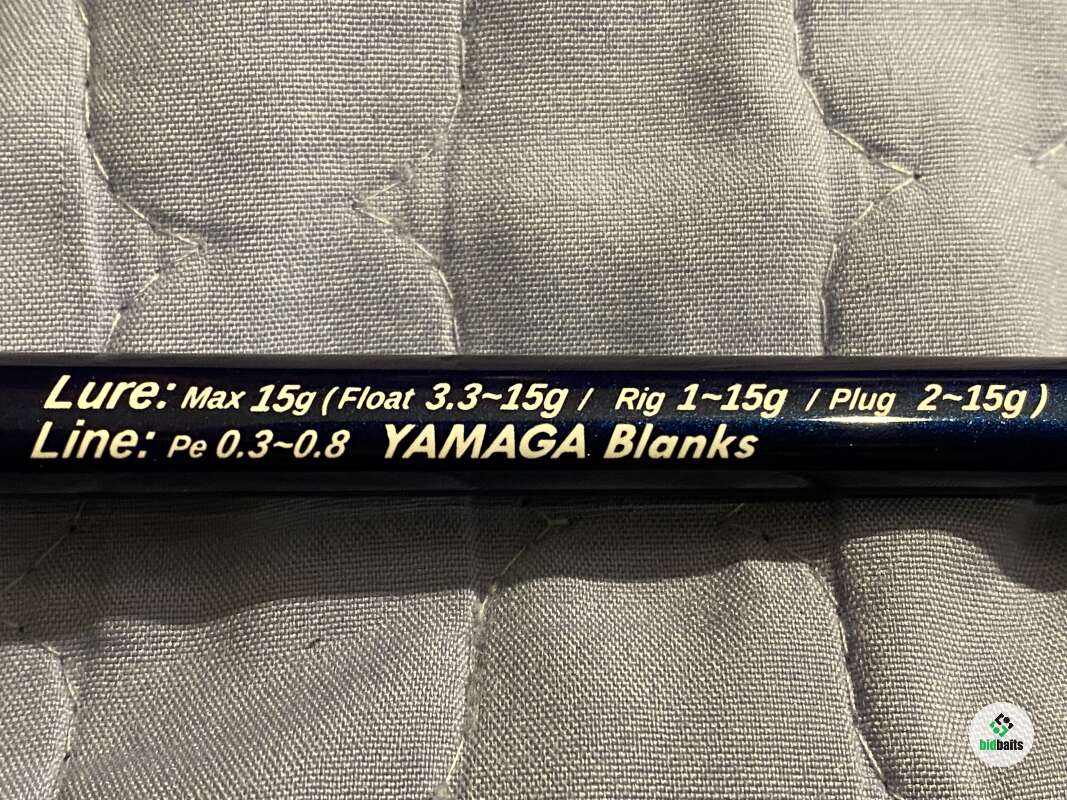 Lure: Max 15g (Float 3.3~15g / Rig 1~15g / Plug 2~15g)
Line: Pe 0.3~0.8 YAMAGA Blanks
bidbaits